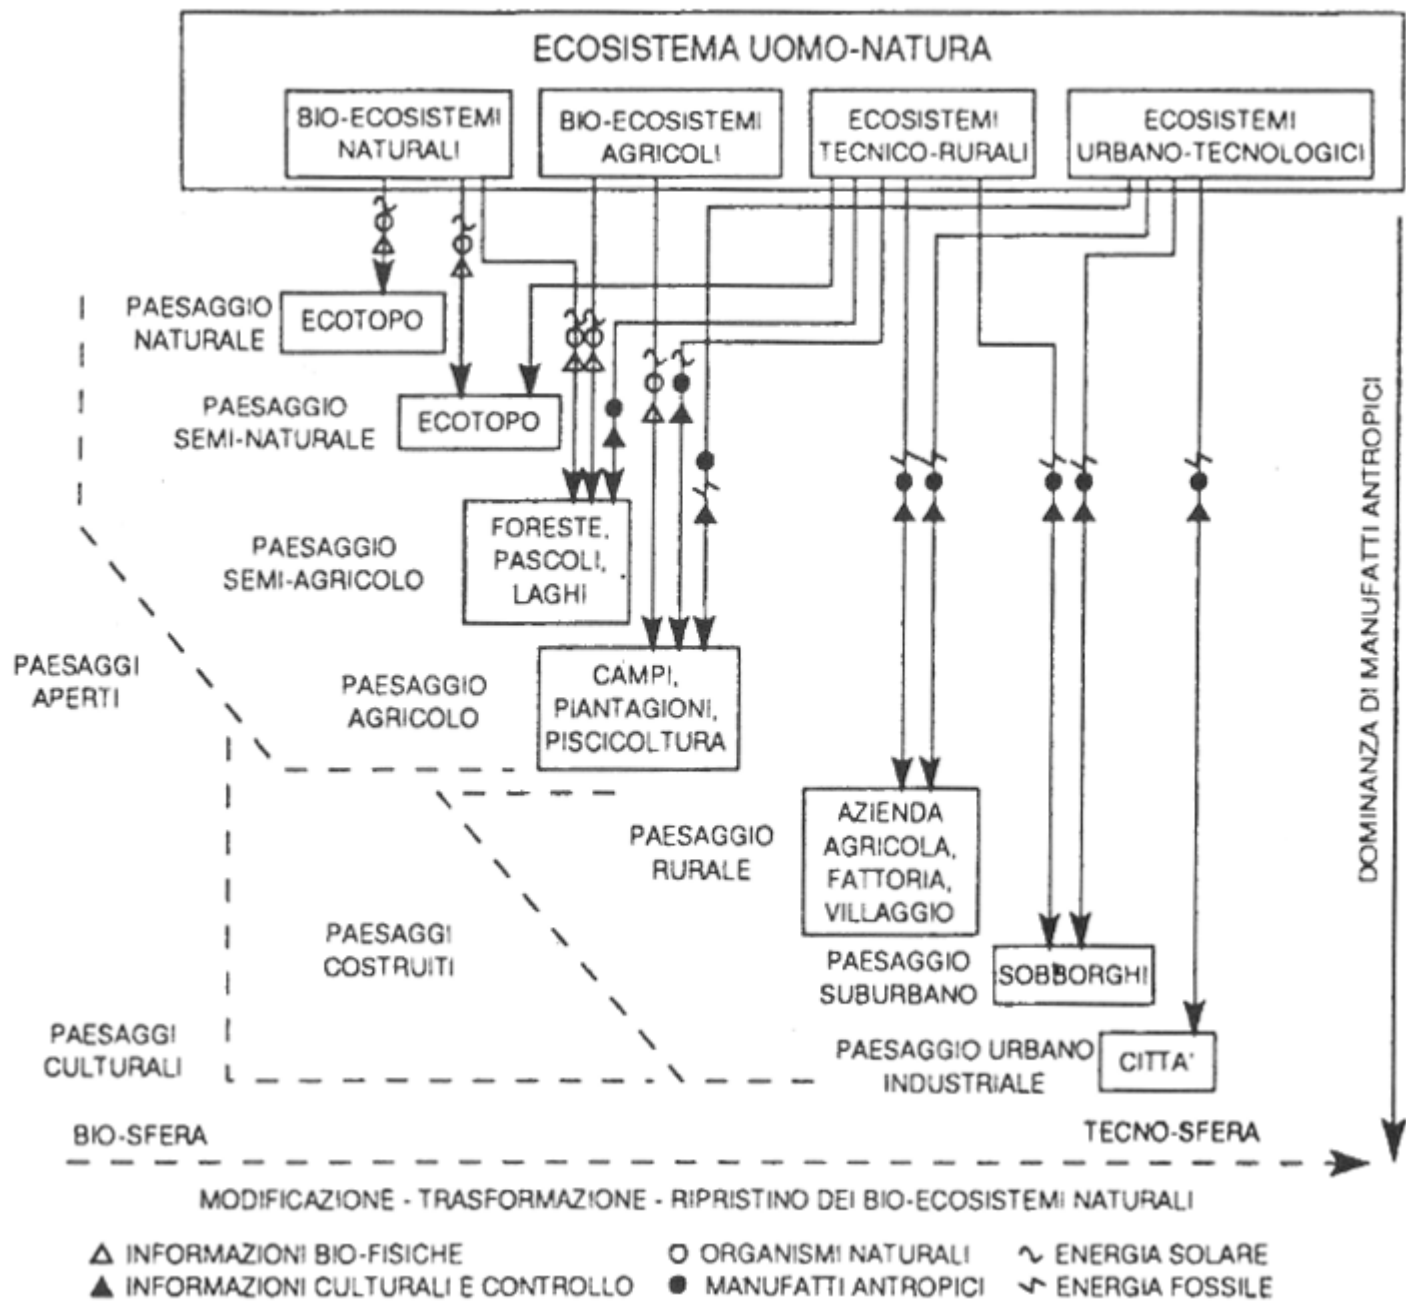 ECOSISTEMA UOMO-NATURA
BIO-ECOSISTEMI
NATURALI
BIO-ECOSISTEMI
AGRICOLI
ECOSISTEMI
TECNICO-RURALI
ECOSISTEMI
URBANO-TECNOLOGICI
PAESAGGIO
NATURALE
ECOTOPO
PAESAGGIO
SEMI-NATURALE
ECOTOPO
PAESAGGIO
SEMI-AGRICOLO
FORESTE,
PASCOLI,
LAGHI
PAESAGGI
APERTI
PAESAGGIO
AGRICOLO
CAMPI,
PIANTAGIONI,
PISCICOLTURA
DOMINANZA DI MANUFATTI ANTROPICI
PAESAGGIO
RURALE
AZIENDA
AGRICOLA,
FATTORIA,
VILLAGGIO
PAESAGGI
COSTRUITI
PAESAGGIO
SUBURBANO
SOBBORGHI
PAESAGGI
CULTURALI
PAESAGGIO URBANO
INDUSTRIALE
CITTA'
BIO-SFERA
TECNO-SFERA
MODIFICAZIONE - TRASFORMAZIONE - RIPRISTINO DEI BIO-ECOSISTEMI NATURALI
△ INFORMAZIONI BIO-FISICHE ○ ORGANISMI NATURALI ENERGIA SOLARE
▲ INFORMAZIONI CULTURALI E CONTROLLO ● MANUFATTI ANTROPICI ENERGIA FOSSILE